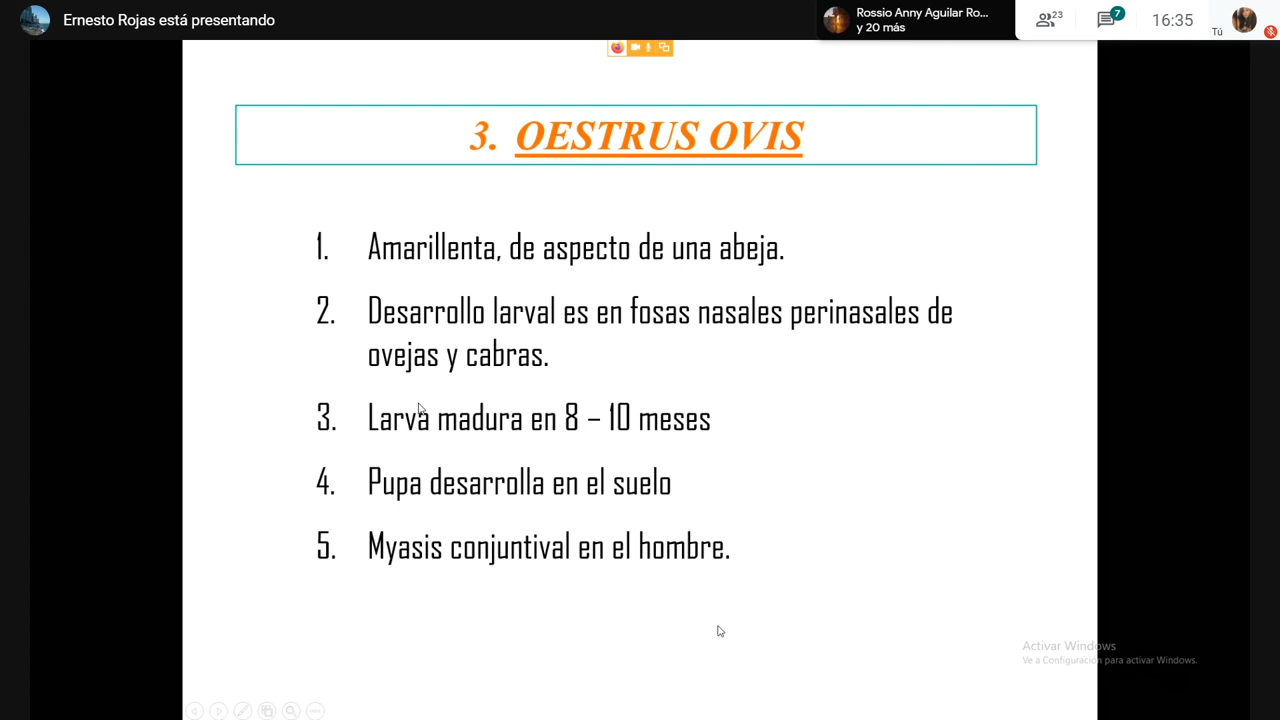 Ernesto Rojas está presentando
Rossio Anny Aguilar Ro...
y 20 más
23
7
16:35
Tú
3. OESTRUS OVIS
1. Amarillenta, de aspecto de una abeja.
2. Desarrollo larval es en fosas nasales perinasales de
ovejas y cabras.
3. Larva madura en 8 – 10 meses
4. Pupa desarrolla en el suelo
5. Myasis conjuntival en el hombre.
Activar Windows
Ve a Configuración para activar Windows.